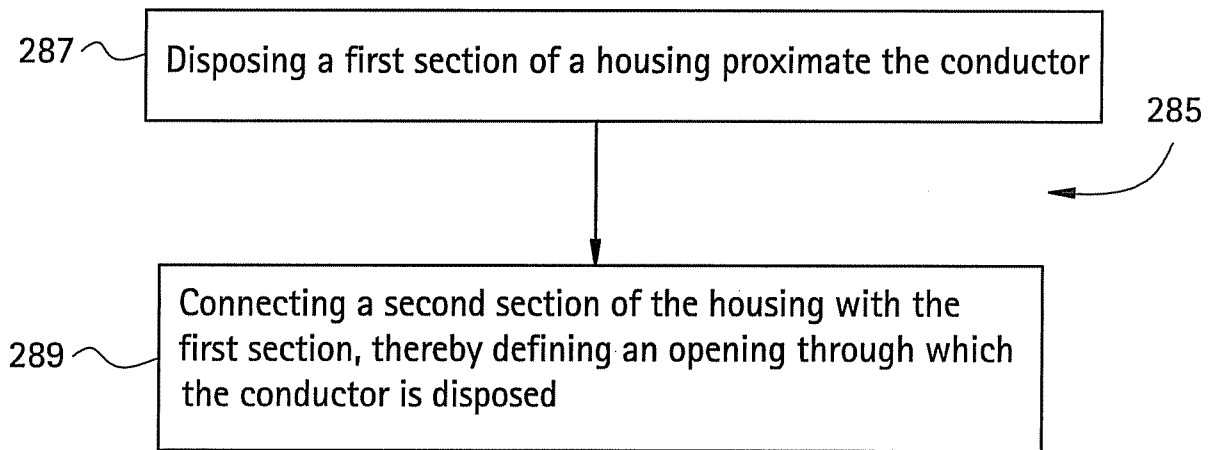 287
Disposing a first section of a housing proximate the conductor
285
289
Connecting a second section of the housing with the
first section, thereby defining an opening through which
the conductor is disposed